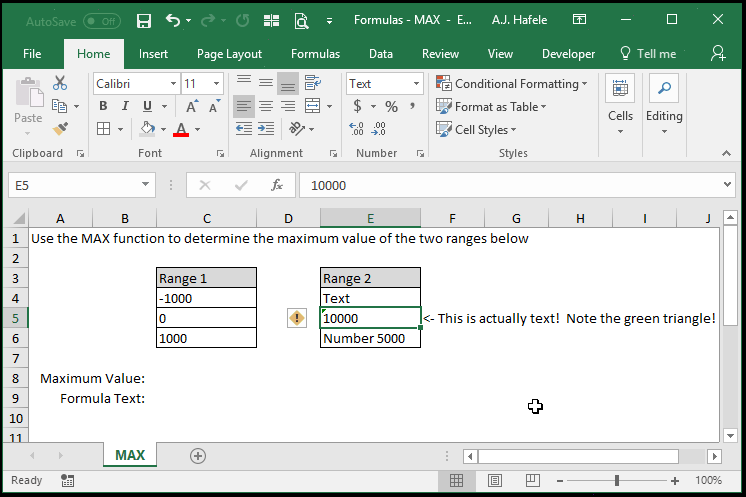 AutoSave Off Formulas - MAX - E... A.J. Hafele
File Home Insert Page Layout Formulas Data Review View Developer Tell me
Paste Calibri 11 Text Conditional Formatting
B I U A A $ % , Format as Table Cells Editing
A .0 .00 Cell Styles
Clipboard Font Alignment Number Styles
E5 fx 10000
A B C D E F G H I J
1 Use the MAX function to determine the maximum value of the two ranges below
2
3 Range 1 Range 2
4 -1000 Text
5 0 10000 <- This is actually text! Note the green triangle!
6 1000 Number 5000
7
8 Maximum Value:
9 Formula Text:
10
11
MAX
Ready 100%